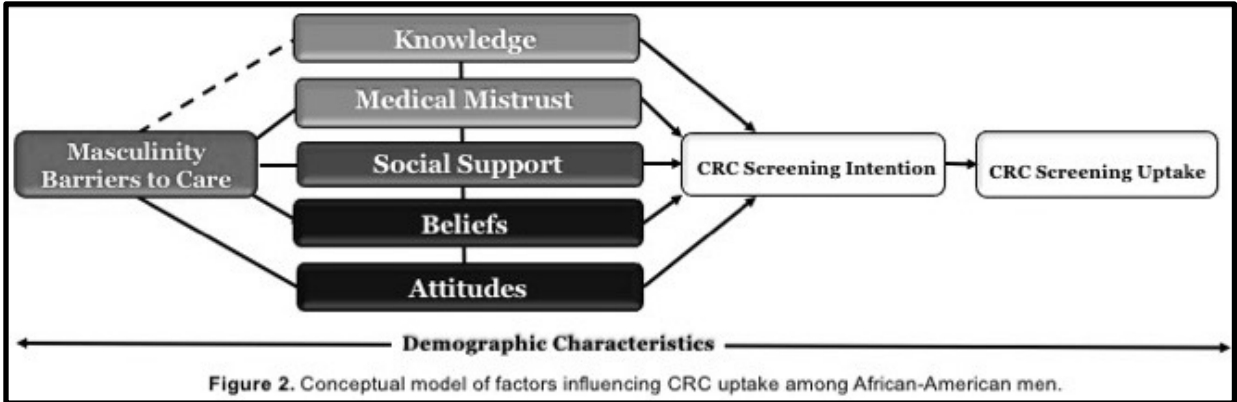 Knowledge
Medical Mistrust
Masculinity
Barriers to Care
Social Support
CRC Screening Intention
CRC Screening Uptake
Beliefs
Attitudes
Demographic Characteristics
Figure 2. Conceptual model of factors influencing CRC uptake among African-American men.